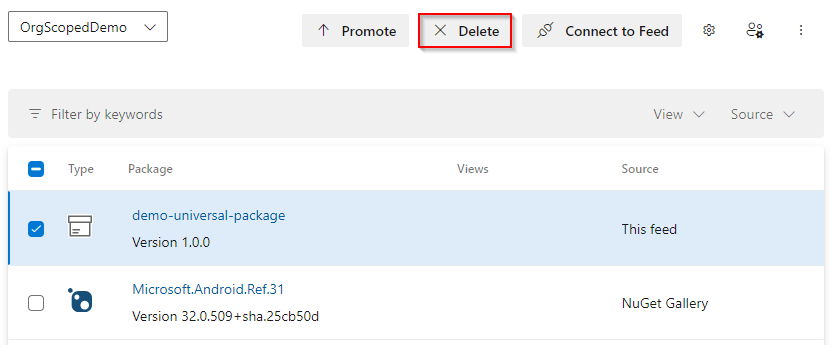 OrgScopedDemo
Promote
Delete
Connect to Feed
Filter by keywords
View
Source
Type
Package
Views
Source
demo-universal-package
Version 1.0.0
This feed
Microsoft.Android.Ref.31
Version 32.0.509+sha.25cb50d
NuGet Gallery